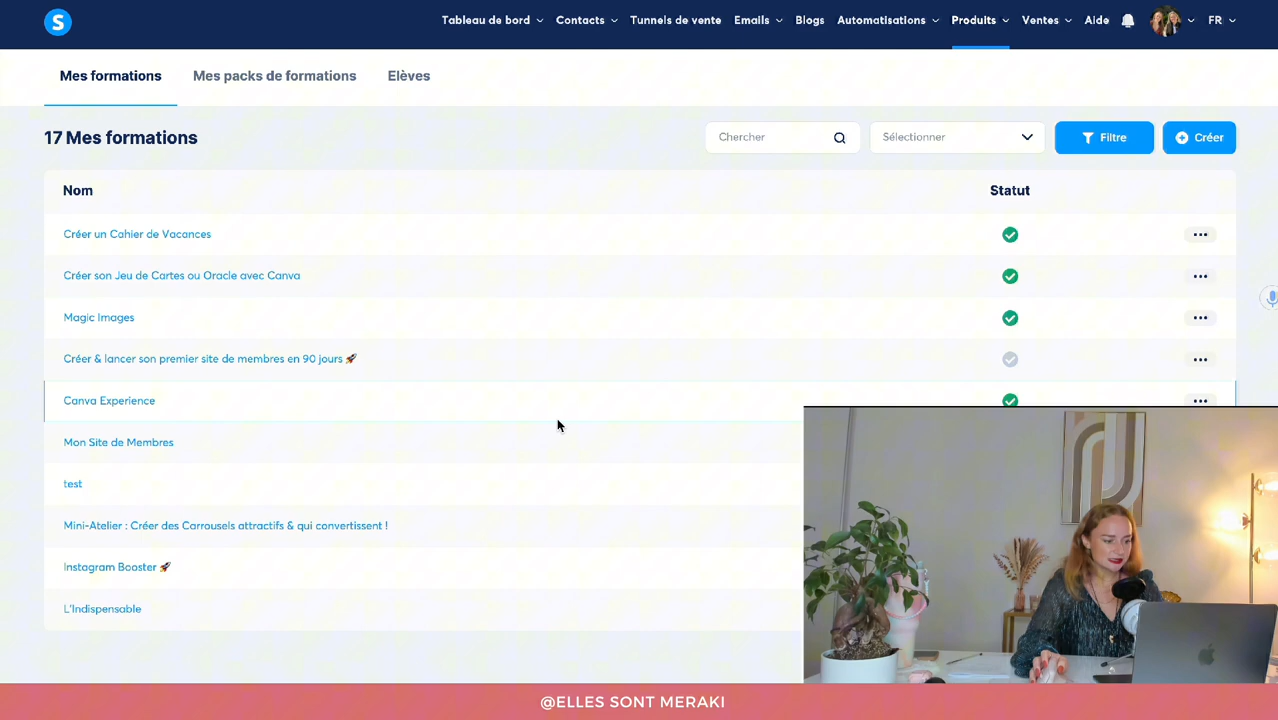 S
Tableau de bord
Contacts
Tunnels de vente
Emails
Blogs
Automatisations
Produits
Ventes
Aide
FR
Mes formations
Mes packs de formations
Elèves
17 Mes formations
Chercher
Sélectionner
Filtre
Créer
Nom
Statut
Créer un Cahier de Vacances
Créer son Jeu de Cartes ou Oracle avec Canva
Magic Images
Créer & lancer son premier site de membres en 90 jours 🚀
Canva Experience
Mon Site de Membres
test
Mini-Atelier : Créer des Carrousels attractifs & qui convertissent !
Instagram Booster 🚀
L'Indispensable
@ELLES SONT MERAKI